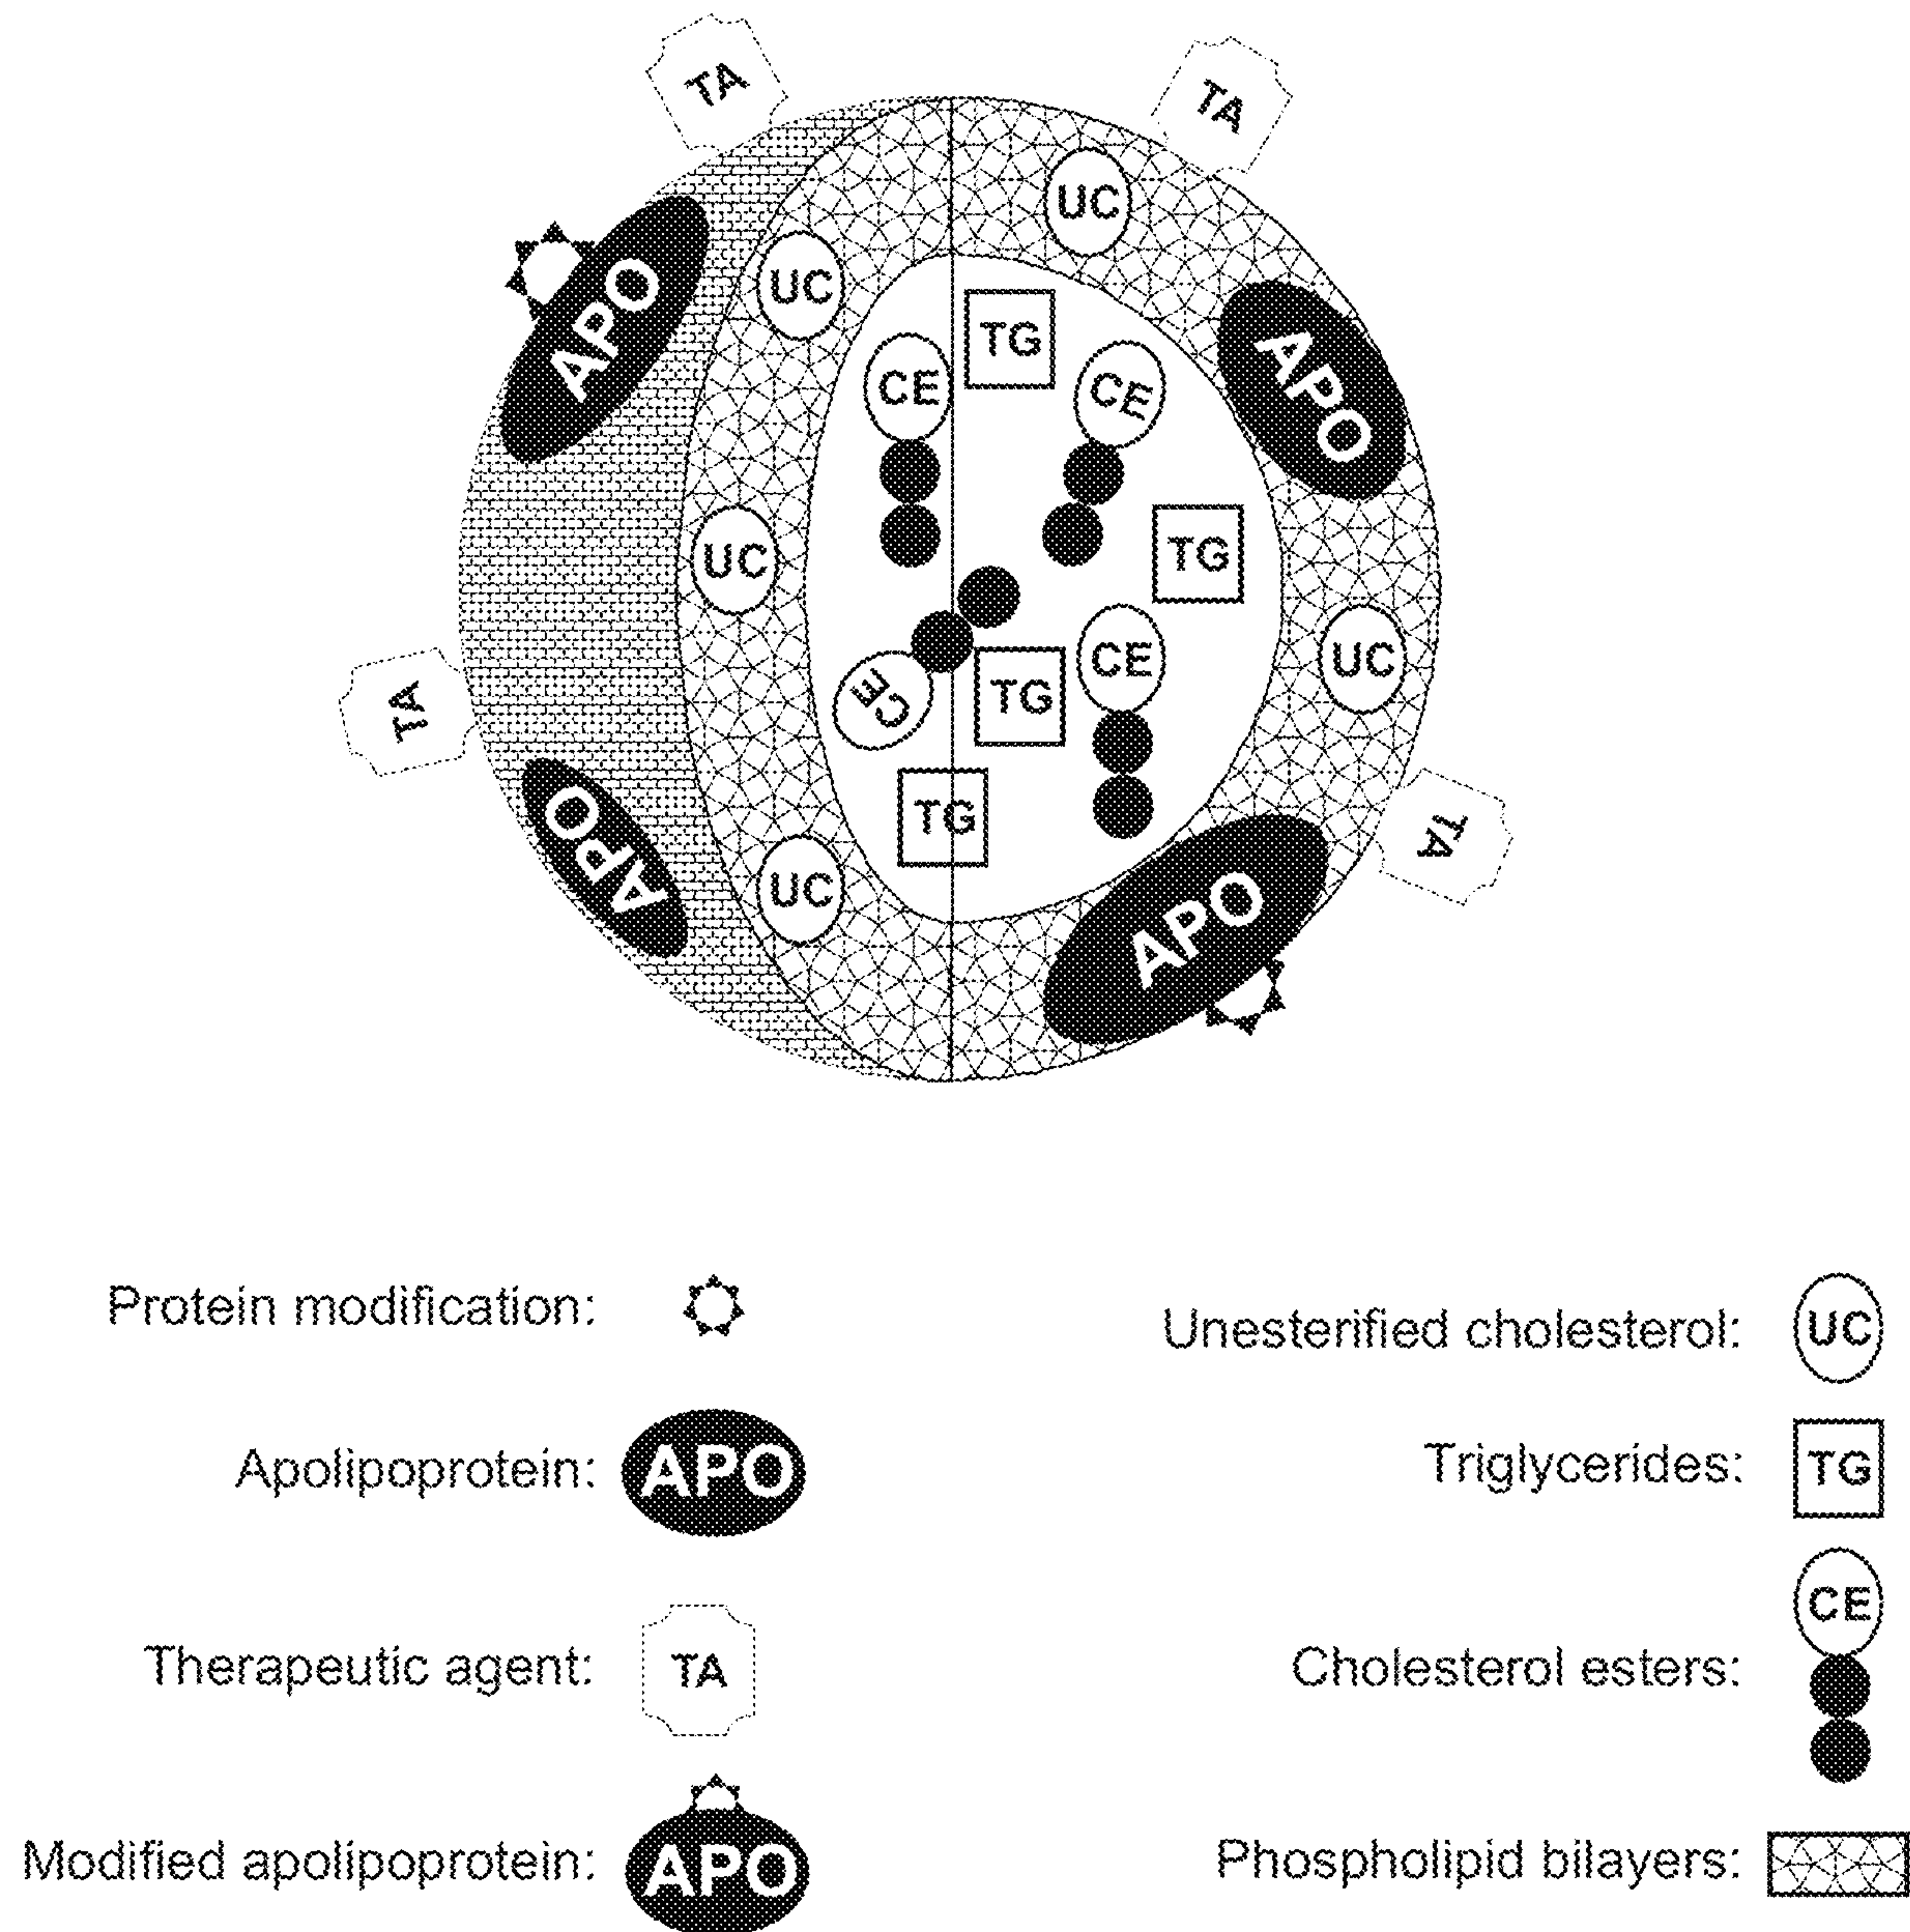 TA
TA
UC
UC
APO
TG
APO
CE
CE
UC
TG
CE
UC
TG
CE
TA
TG
TA
APO
UC
APO
Protein modification:
Unesterified cholesterol: UC
Apolipoprotein: APO
Triglycerides: TG
CE
Therapeutic agent: TA
Cholesterol esters:
Modified apolipoprotein: APO
Phospholipid bilayers: